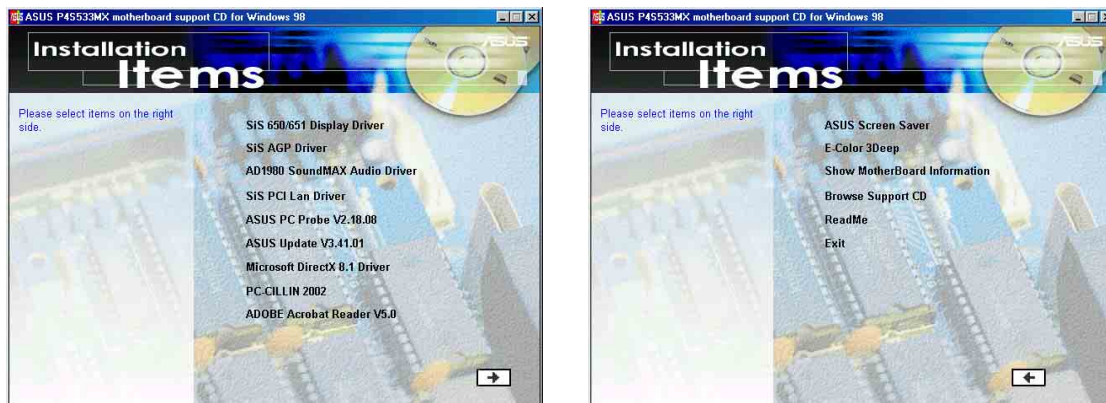 ASUS P4S533MX motherboard support CD for Windows 98
Installation
Items
ASUS
Please select items on the right
side.
SiS 650/651 Display Driver
SiS AGP Driver
AD1980 SoundMAX Audio Driver
SiS PCI Lan Driver
ASUS PC Probe V2.18.08
ASUS Update V3.41.01
Microsoft DirectX 8.1 Driver
PC-CILLIN 2002
ADOBE Acrobat Reader V5.0
ASUS P4S533MX motherboard support CD for Windows 98
Installation
Items
ASUS
Please select items on the right
side.
ASUS Screen Saver
E-Color 3Deep
Show MotherBoard Information
Browse Support CD
ReadMe
Exit